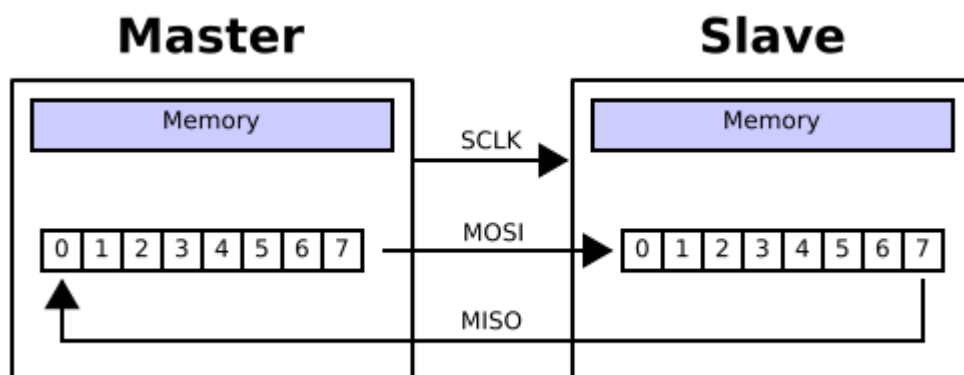 Master Slave
Memory Memory
SCLK
MOSI
0 1 2 3 4 5 6 7 0 1 2 3 4 5 6 7
MISO